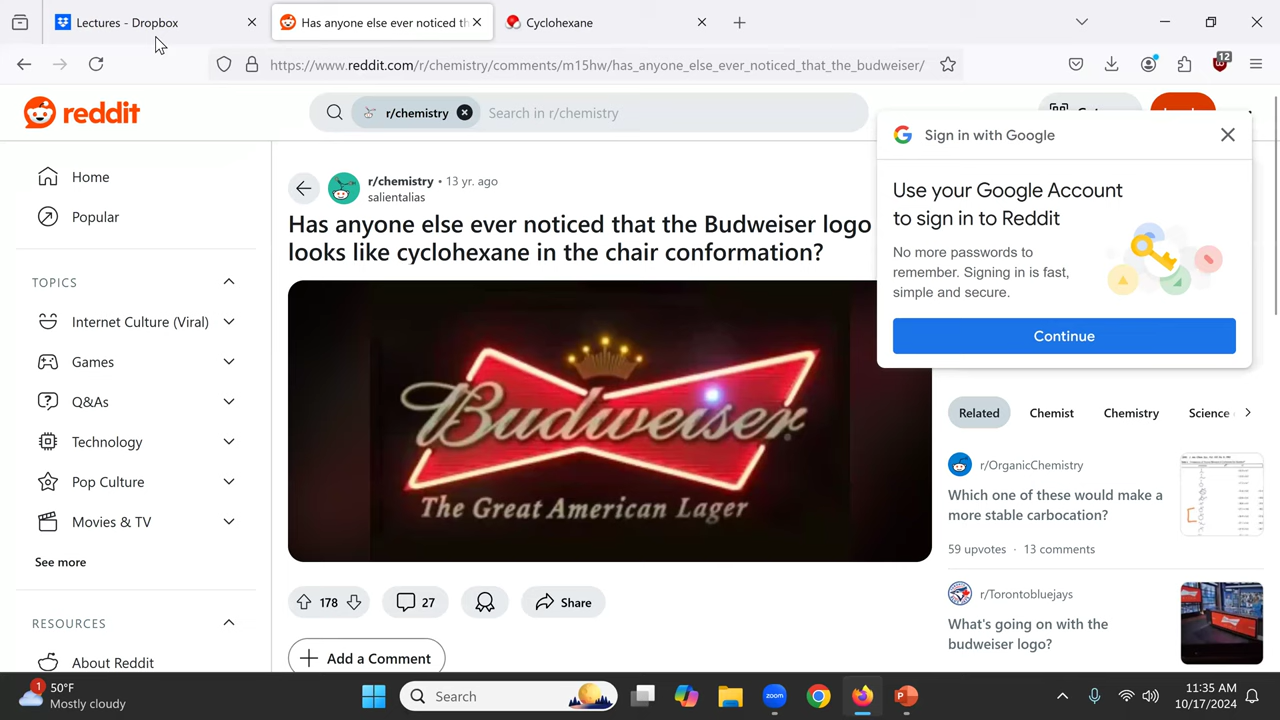 Lectures - Dropbox
Has anyone else ever noticed th
Cyclohexane
https://www.reddit.com/r/chemistry/comments/m15hw/has_anyone_else_ever_noticed_that_the_budweiser/
12
reddit
r/chemistry
Search in r/chemistry
Sign in with Google
Use your Google Account
to sign in to Reddit
No more passwords to
remember. Signing in is fast,
simple and secure.
Continue
Home
Popular
TOPICS
Internet Culture (Viral)
Games
Q&As
Technology
Pop Culture
Movies & TV
See more
RESOURCES
About Reddit
r/chemistry • 13 yr. ago
salientalias
Has anyone else ever noticed that the Budweiser logo
looks like cyclohexane in the chair conformation?
Budweiser
The Great American Lager
178
27
Share
Add a Comment
Related
Chemist
Chemistry
Science
r/OrganicChemistry
Which one of these would make a
more stable carbocation?
59 upvotes · 13 comments
r/Torontobluejays
What's going on with the
budweiser logo?
1
50°F
Mostly cloudy
Search
zoom
11:35 AM
10/17/2024